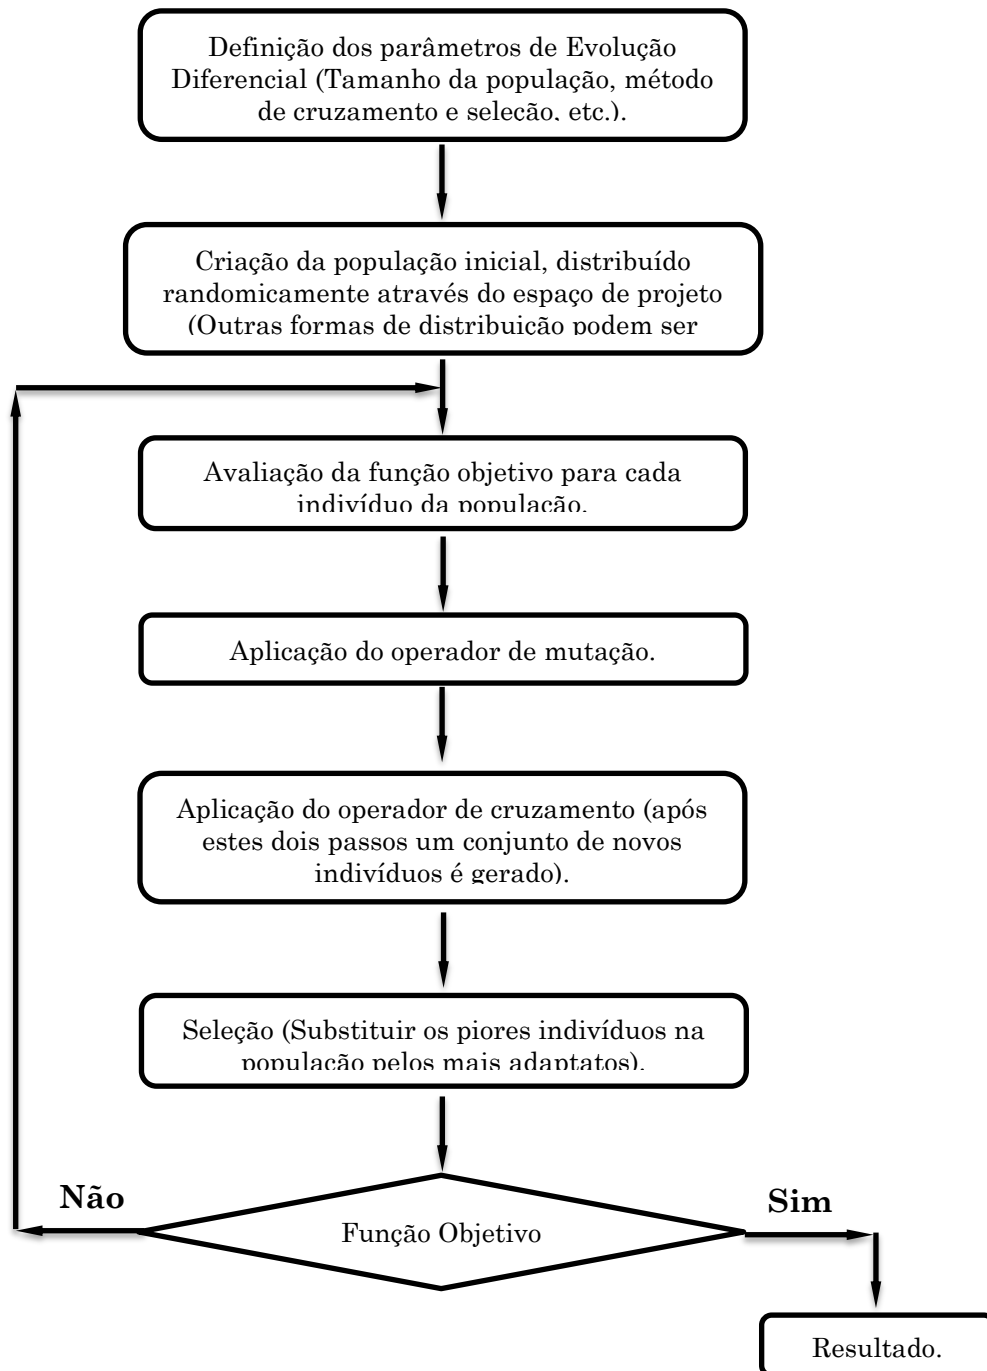 Definição dos parâmetros de Evolução
Diferencial (Tamanho da população, método
de cruzamento e seleção, etc.).
Criação da população inicial, distribuído
randomicamente através do espaço de projeto
(Outras formas de distribuição podem ser
Avaliação da função objetivo para cada
indivíduo da população.
Aplicação do operador de mutação.
Aplicação do operador de cruzamento (após
estes dois passos um conjunto de novos
indivíduos é gerado).
Seleção (Substituir os piores indivíduos na
população pelos mais adaptatos).
Não
Sim
Função Objetivo
Resultado.